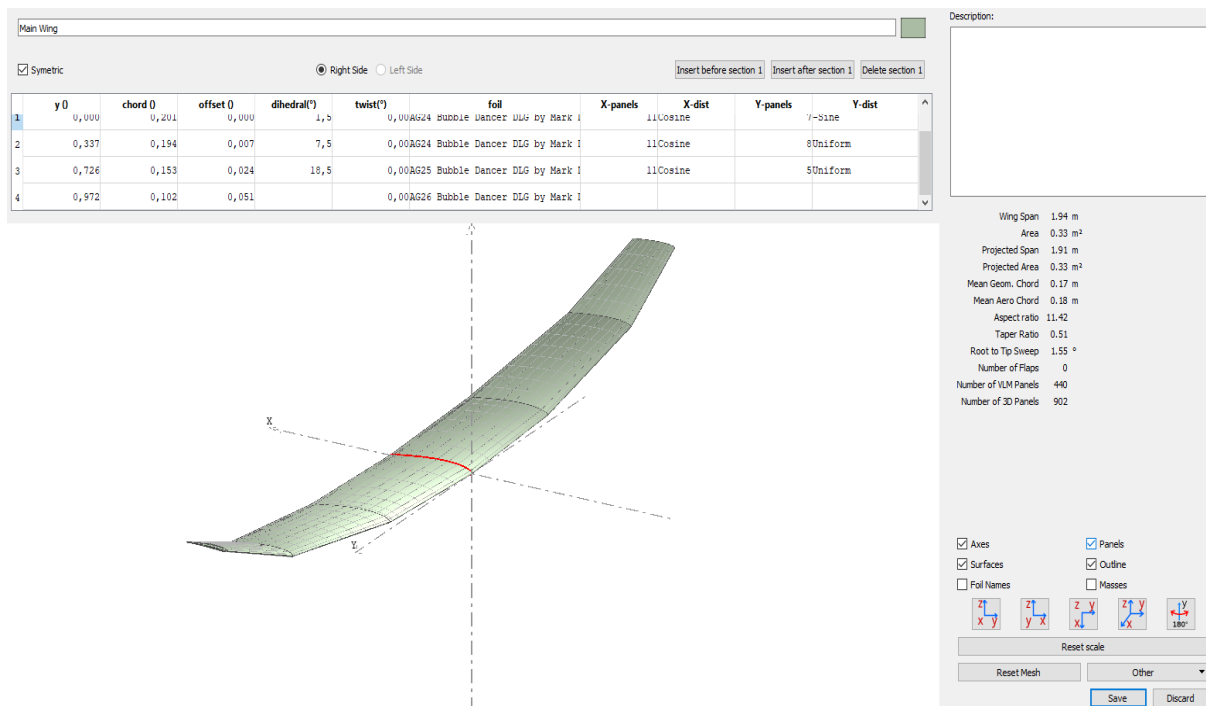 Description:
Main Wing
Symetric Right Side Left Side Insert before section 1 Insert after section 1 Delete section 1
y () chord () offset () dihedral(°) twist(°) foil X-panels X-dist Y-panels Y-dist
1 0,000 0,201 0,000 1,5 0,00 AG24 Bubble Dancer DLG by Mark 11 Cosine 7 -Sine
2 0,337 0,194 0,007 7,5 0,00 AG24 Bubble Dancer DLG by Mark 11 Cosine 8 Uniform
3 0,726 0,153 0,024 18,5 0,00 AG25 Bubble Dancer DLG by Mark 11 Cosine 5 Uniform
4 0,972 0,102 0,051 0,00 AG26 Bubble Dancer DLG by Mark
Wing Span 1.94 m
Area 0.33 m²
Projected Span 1.91 m
Projected Area 0.33 m²
Mean Geom. Chord 0.17 m
Mean Aero Chord 0.18 m
Aspect ratio 11.42
Taper Ratio 0.51
Root to Tip Sweep 1.55 °
Number of Flaps 0
Number of VLM Panels 440
Number of 3D Panels 902
X
Y
Axes Panels
Surfaces Outline
Foil Names Masses
z x y
z y x
z y x
z y x
y 180°
Reset scale
Reset Mesh Other
Save Discard